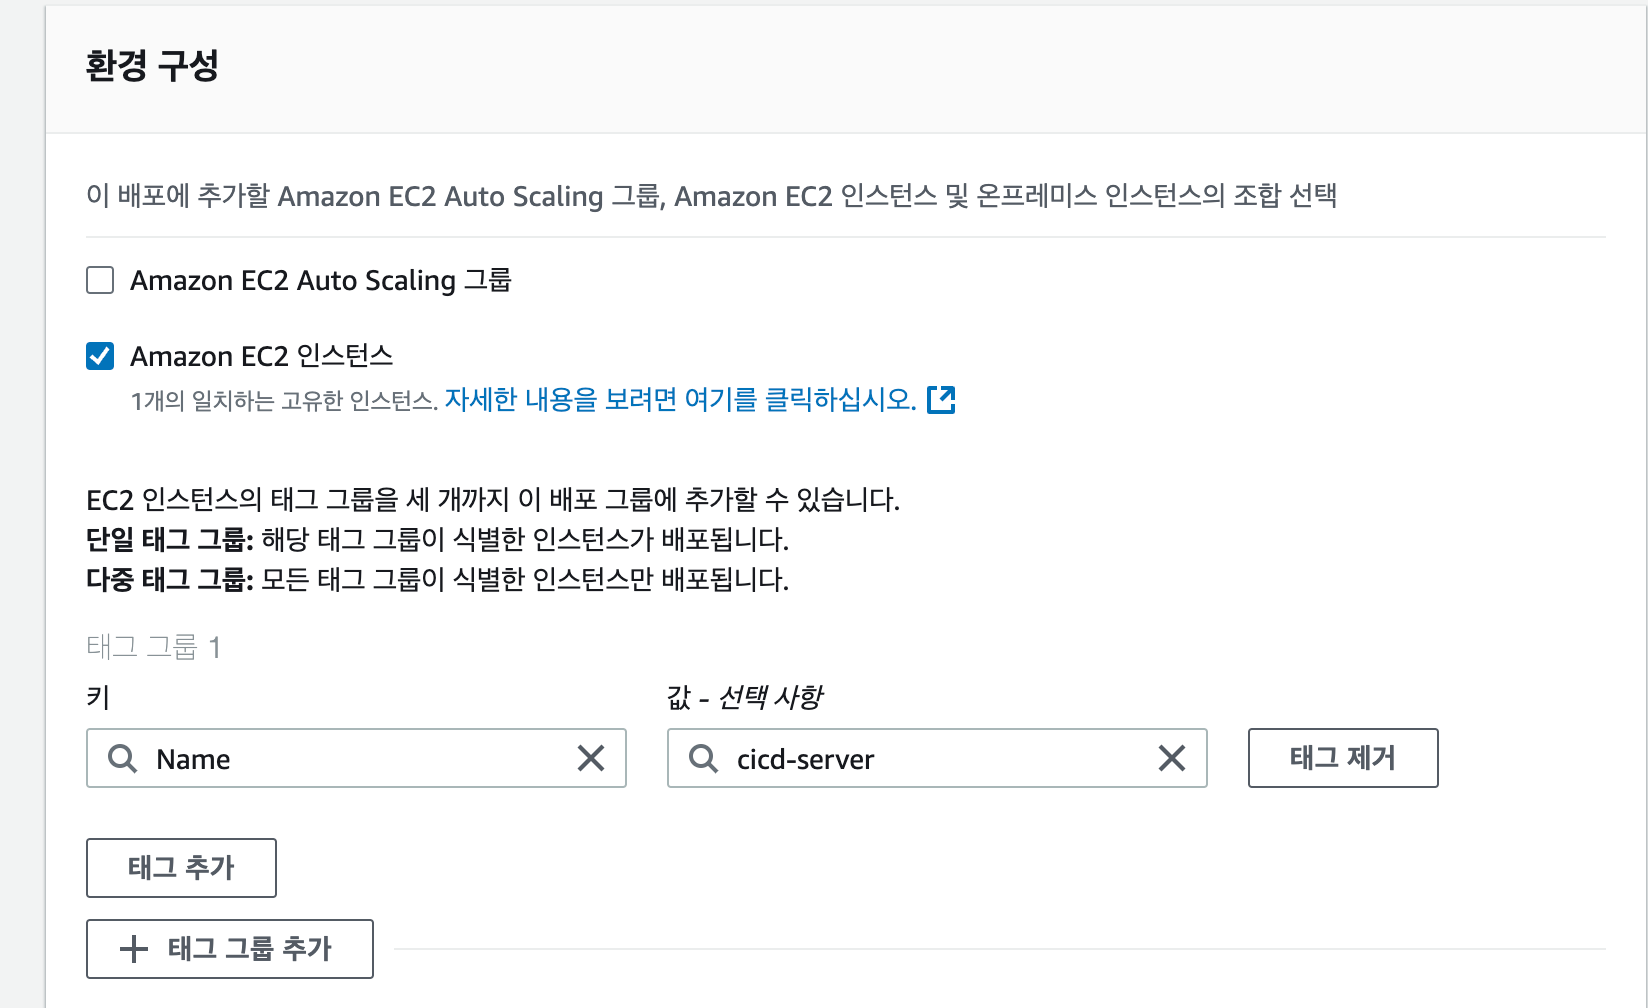 환경 구성
이 배포에 추가할 Amazon EC2 Auto Scaling 그룹, Amazon EC2 인스턴스 및 온프레미스 인스턴스의 조합 선택
Amazon EC2 Auto Scaling 그룹
Amazon EC2 인스턴스
1개의 일치하는 고유한 인스턴스. 자세한 내용을 보려면 여기를 클릭하십시오.
EC2 인스턴스의 태그 그룹을 세 개까지 이 배포 그룹에 추가할 수 있습니다.
단일 태그 그룹: 해당 태그 그룹이 식별한 인스턴스가 배포됩니다.
다중 태그 그룹: 모든 태그 그룹이 식별한 인스턴스만 배포됩니다.
태그 그룹 1
키 값 - 선택 사항
Name cicd-server 태그 제거
태그 추가
태그 그룹 추가